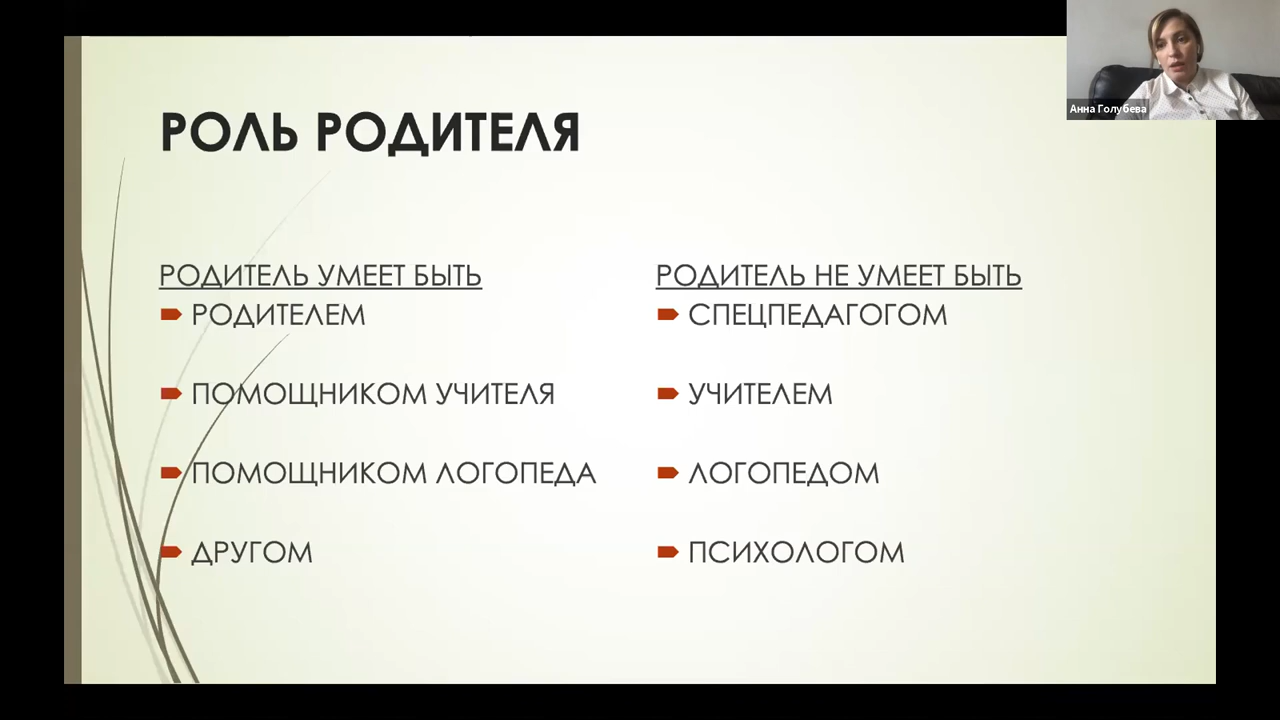 РОЛЬ РОДИТЕЛЯ
РОДИТЕЛЬ УМЕЕТ БЫТЬ
РОДИТЕЛЕМ
ПОМОЩНИКОМ УЧИТЕЛЯ
ПОМОЩНИКОМ ЛОГОПЕДА
ДРУГОМ
РОДИТЕЛЬ НЕ УМЕЕТ БЫТЬ
СПЕЦПЕДАГОГОМ
УЧИТЕЛЕМ
ЛОГОПЕДОМ
ПСИХОЛОГОМ
Анна Голубева